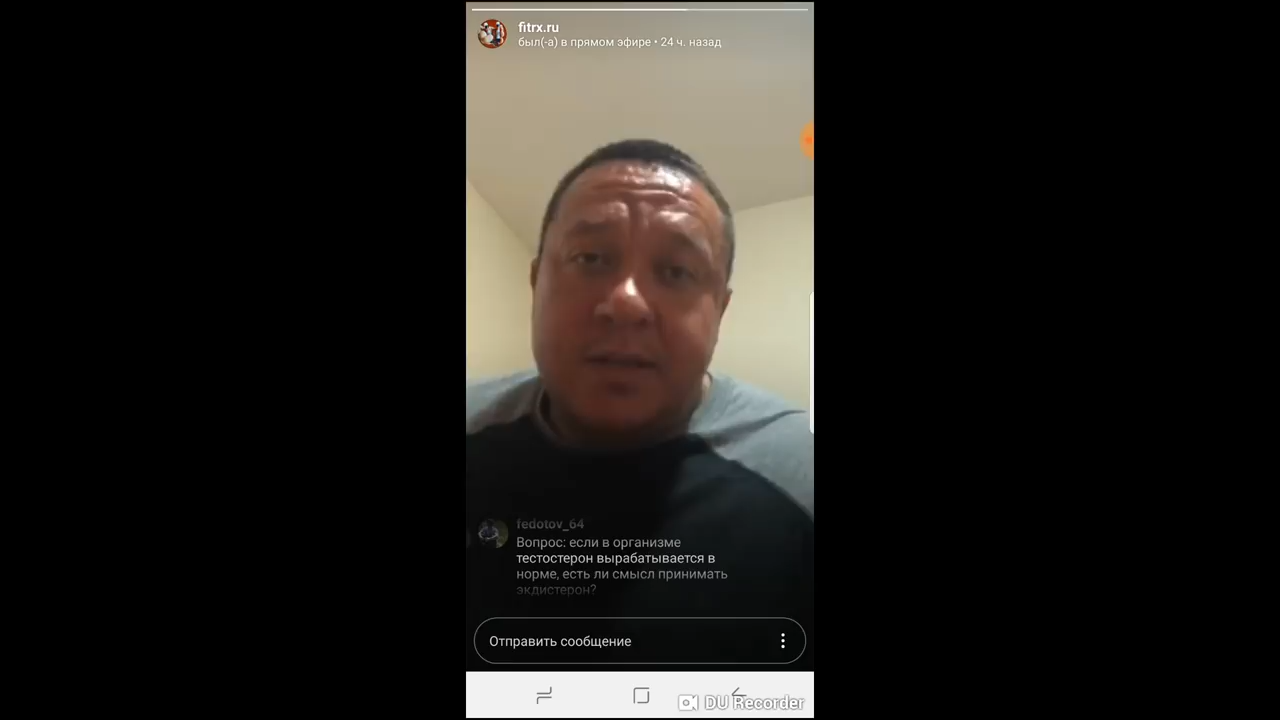 fitrx.ru
был(-а) в прямом эфире • 24 ч. назад
fedotov_64
Вопрос: если в организме
тестостерон вырабатывается в
норме, есть ли смысл принимать
экдистерон?
Отправить сообщение
DU Recorder